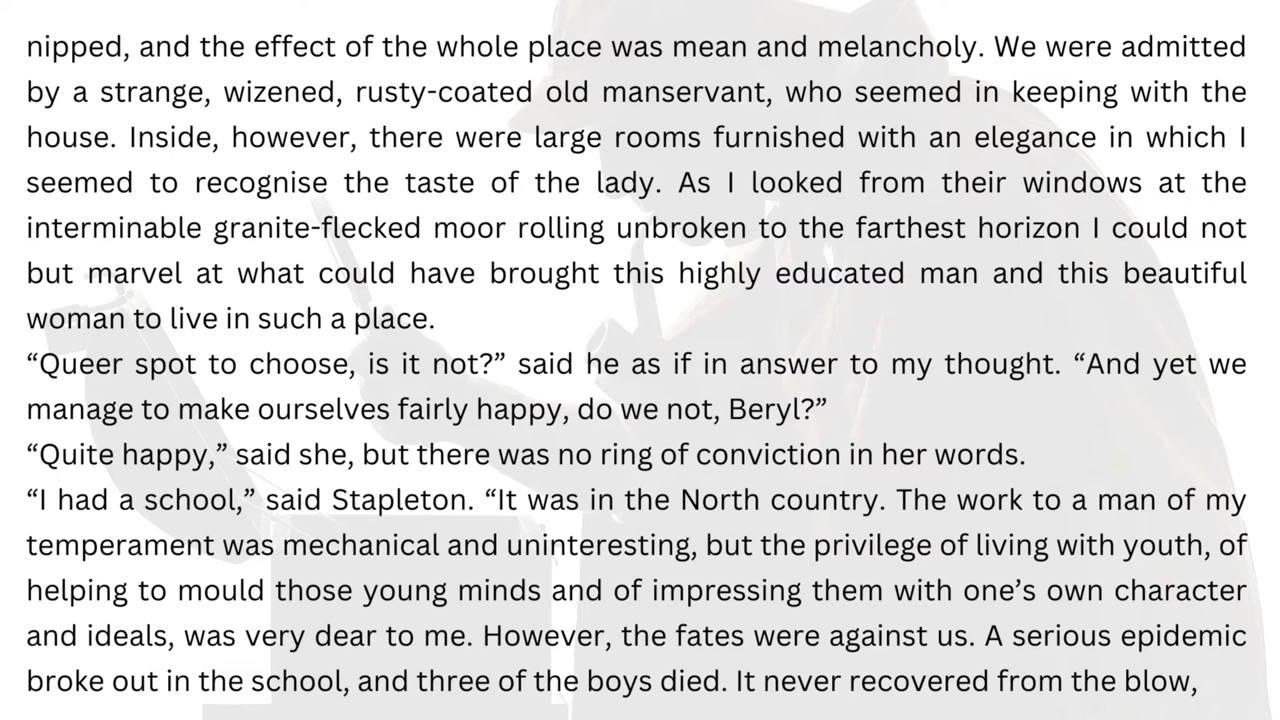 nipped, and the effect of the whole place was mean and melancholy. We were admitted
by a strange, wizened, rusty-coated old manservant, who seemed in keeping with the
house. Inside, however, there were large rooms furnished with an elegance in which I
seemed to recognise the taste of the lady. As I looked from their windows at the
interminable granite-flecked moor rolling unbroken to the farthest horizon I could not
but marvel at what could have brought this highly educated man and this beautiful
woman to live in such a place.
“Queer spot to choose, is it not?” said he as if in answer to my thought. “And yet we
manage to make ourselves fairly happy, do we not, Beryl?”
“Quite happy,” said she, but there was no ring of conviction in her words.
“I had a school,” said Stapleton. “It was in the North country. The work to a man of my
temperament was mechanical and uninteresting, but the privilege of living with youth, of
helping to mould those young minds and of impressing them with one’s own character
and ideals, was very dear to me. However, the fates were against us. A serious epidemic
broke out in the school, and three of the boys died. It never recovered from the blow,